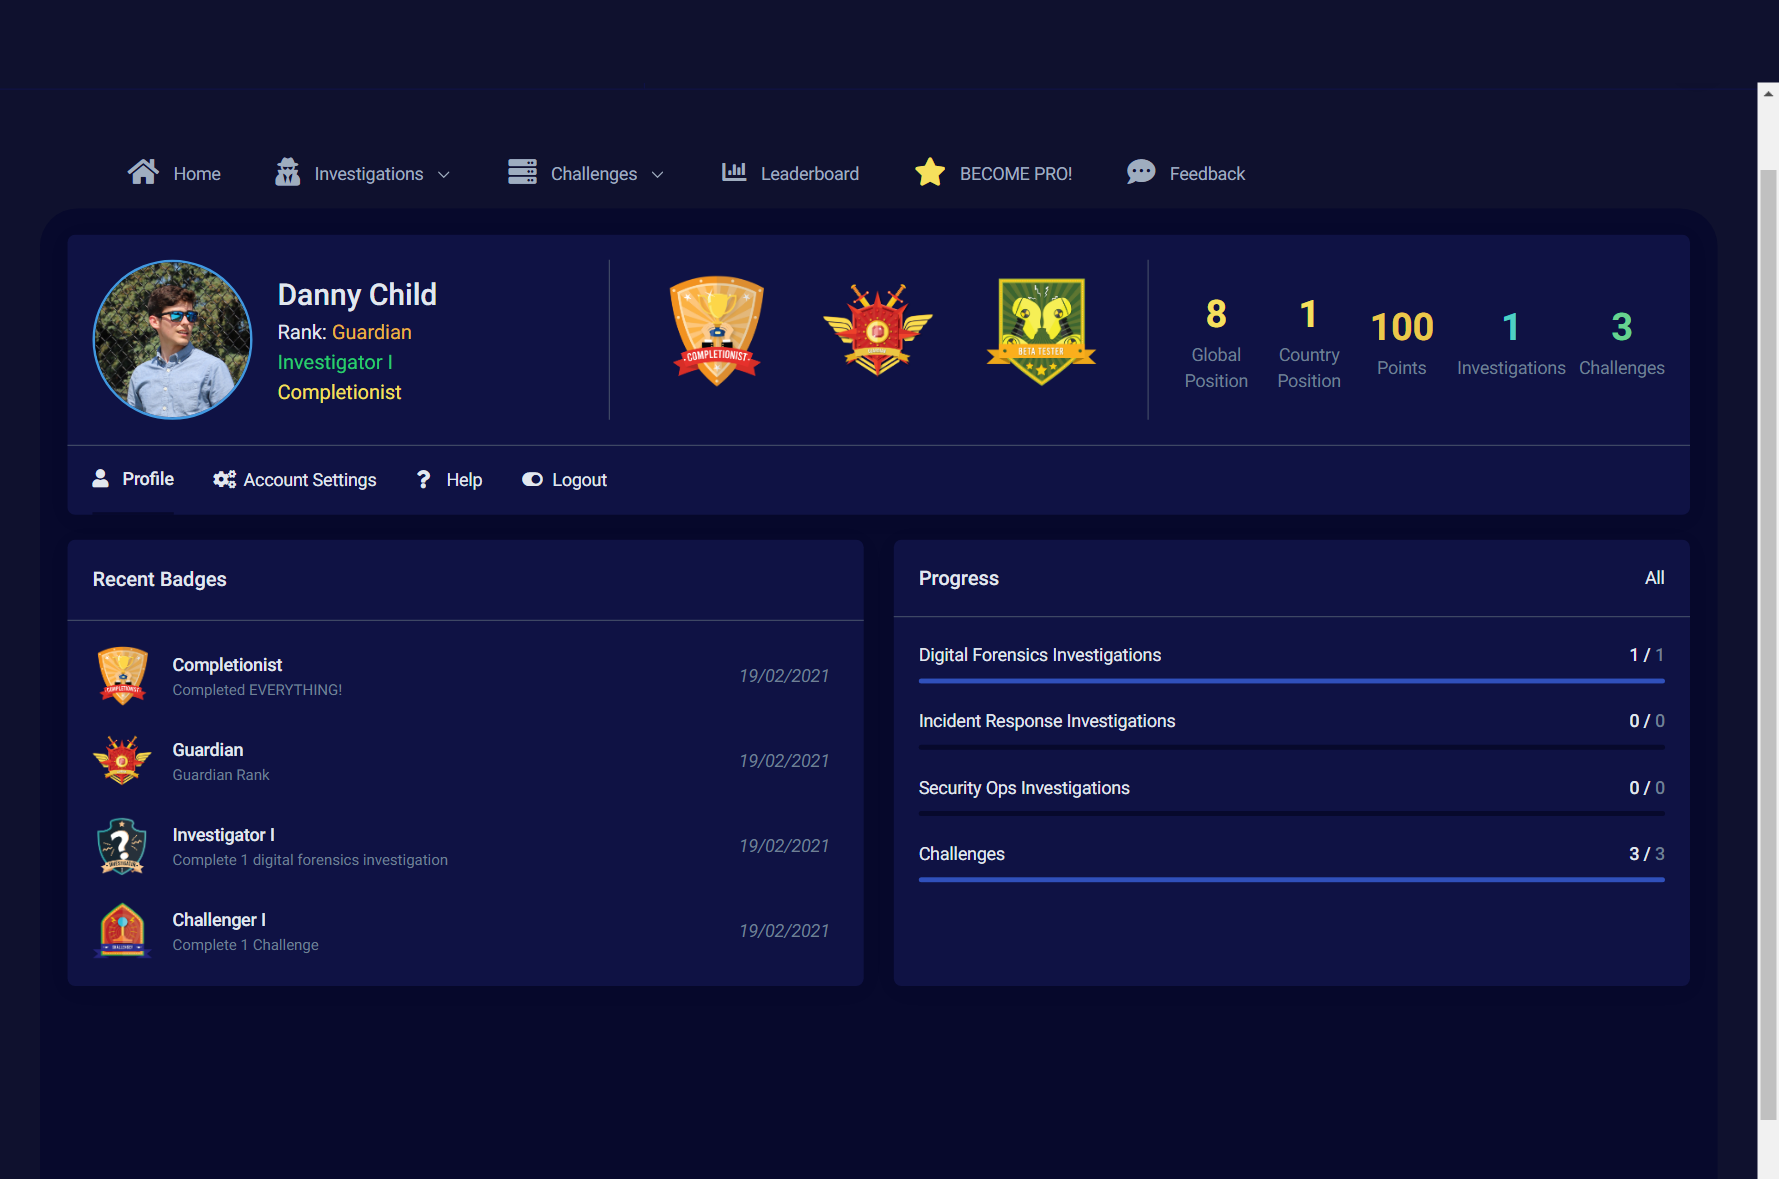 Home
Investigations
Challenges
Leaderboard
BECOME PRO!
Feedback
Danny Child
Rank: Guardian
Investigator I
Completionist
COMPLETIONIST
BETA TESTER
8
Global
Position
1
Country
Position
100
Points
1
Investigations
3
Challenges
Profile
Account Settings
? Help
Logout
Recent Badges
COMPLETIONIST
Completionist
Completed EVERYTHING!
19/02/2021
Guardian
Guardian Rank
19/02/2021
?
Investigator I
Complete 1 digital forensics investigation
19/02/2021
Challenger I
Complete 1 Challenge
19/02/2021
Progress
All
Digital Forensics Investigations
1 / 1
Incident Response Investigations
0 / 0
Security Ops Investigations
0 / 0
Challenges
3 / 3